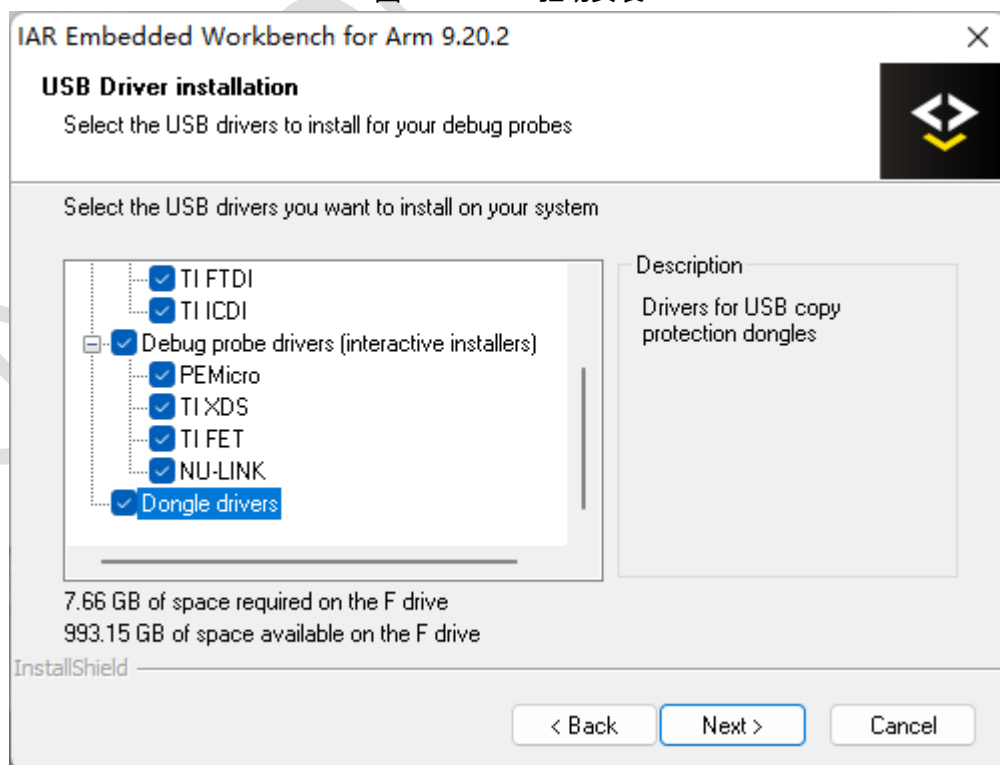 IAR Embedded Workbench for Arm 9.20.2
USB Driver installation
Select the USB drivers to install for your debug probes
Select the USB drivers you want to install on your system
TI FTDI
TI ICDI
Debug probe drivers (interactive installers)
PEMicro
TI XDS
TI FET
NU-LINK
Dongle drivers
Description
Drivers for USB copy
protection dongles
7.66 GB of space required on the F drive
993.15 GB of space available on the F drive
InstallShield
< Back
Next >
Cancel